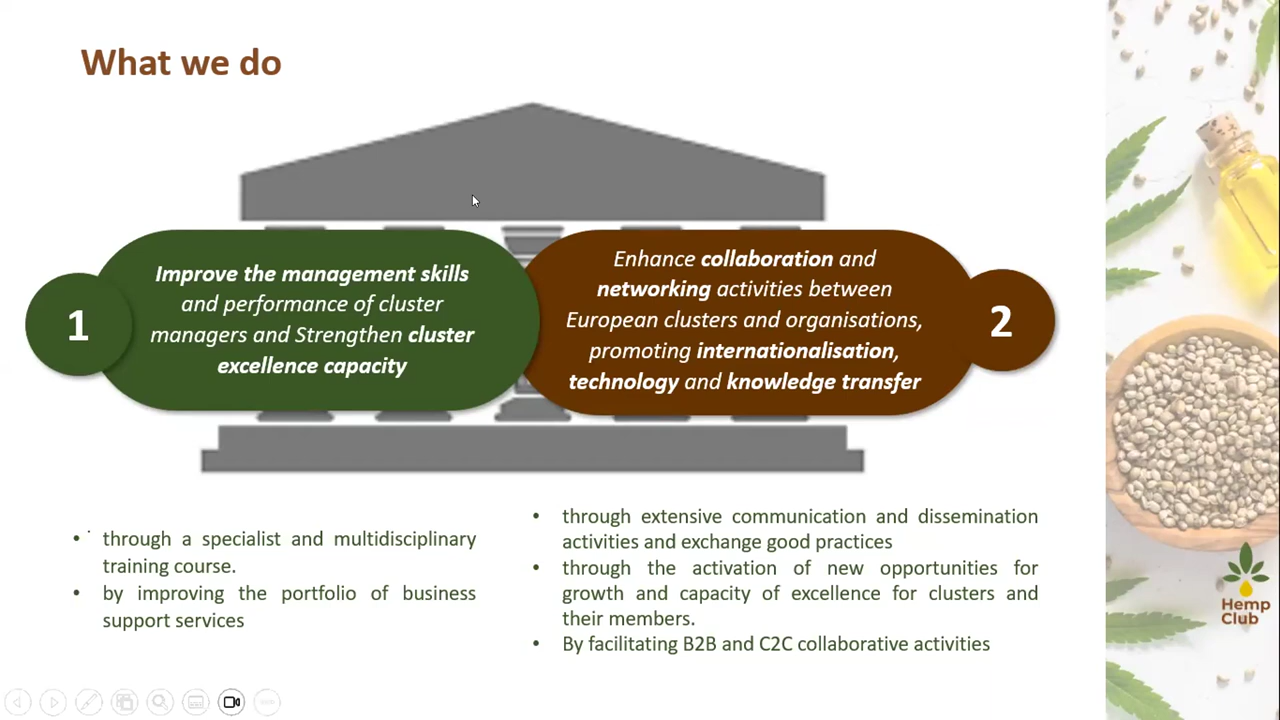 What we do
1
Improve the management skills
and performance of cluster
managers and Strengthen cluster
excellence capacity
Enhance collaboration and
networking activities between
European clusters and organisations,
promoting internationalisation,
technology and knowledge transfer
2
• through a specialist and multidisciplinary
training course.
• by improving the portfolio of business
support services
• through extensive communication and dissemination
activities and exchange good practices
• through the activation of new opportunities for
growth and capacity of excellence for clusters and
their members.
• By facilitating B2B and C2C collaborative activities
Hemp
Club